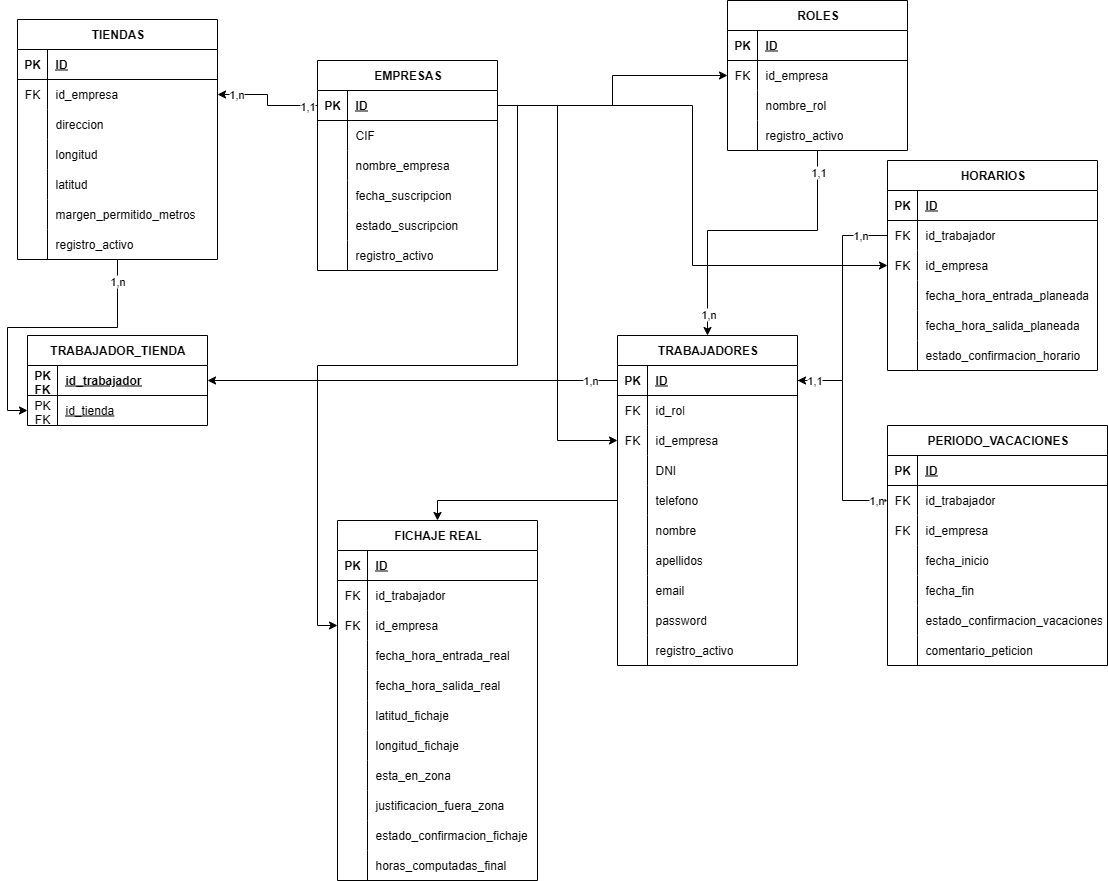 TIENDAS
PK ID
FK id_empresa
direccion
longitud
latitud
margen_permitido_metros
registro_activo
1,n
1,1
EMPRESAS
PK ID
CIF
nombre_empresa
fecha_suscripcion
estado_suscripcion
registro_activo
ROLES
PK ID
FK id_empresa
nombre_rol
registro_activo
1,1
1,n
HORARIOS
PK ID
FK id_trabajador
FK id_empresa
fecha_hora_entrada_planeada
fecha_hora_salida_planeada
estado_confirmacion_horario
1,n
1,n
TRABAJADOR_TIENDA
PK FK id_trabajador
PK FK id_tienda
1,n
TRABAJADORES
PK ID
FK id_rol
FK id_empresa
DNI
telefono
nombre
apellidos
email
password
registro_activo
1,1
1,n
PERIODO_VACACIONES
PK ID
FK id_trabajador
FK id_empresa
fecha_inicio
fecha_fin
estado_confirmacion_vacaciones
comentario_peticion
FICHAJE REAL
PK ID
FK id_trabajador
FK id_empresa
fecha_hora_entrada_real
fecha_hora_salida_real
latitud_fichaje
longitud_fichaje
esta_en_zona
justificacion_fuera_zona
estado_confirmacion_fichaje
horas_computadas_final